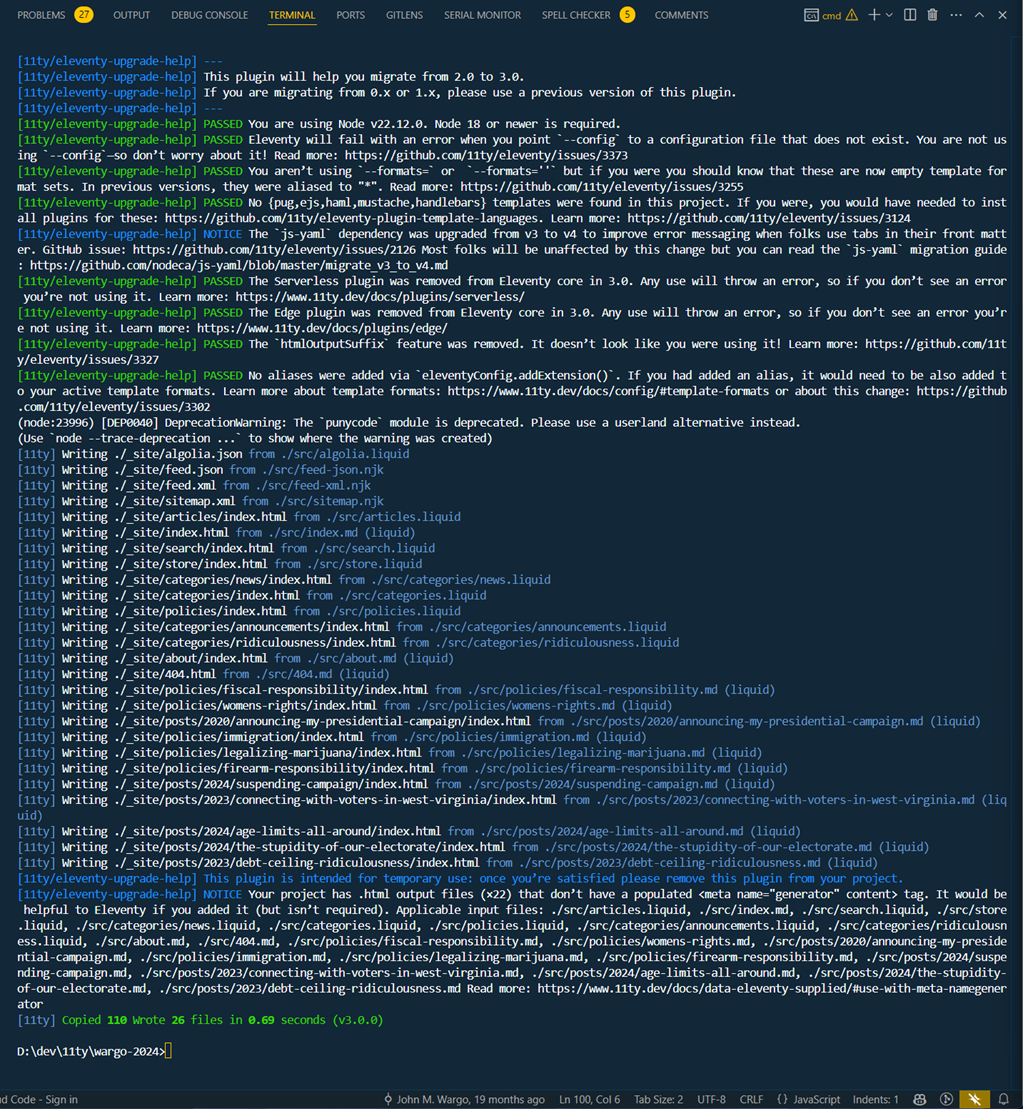 PROBLEMS 27 OUTPUT DEBUG CONSOLE TERMINAL PORTS GITLENS SERIAL MONITOR SPELL CHECKER 5 COMMENTS cmd
[11ty/eleventy-upgrade-help] ---
[11ty/eleventy-upgrade-help] This plugin will help you migrate from 2.0 to 3.0.
[11ty/eleventy-upgrade-help] If you are migrating from 0.x or 1.x, please use a previous version of this plugin.
[11ty/eleventy-upgrade-help] ---
[11ty/eleventy-upgrade-help] PASSED You are using Node v22.12.0. Node 18 or newer is required.
[11ty/eleventy-upgrade-help] PASSED Eleventy will fail with an error when you point `--config` to a configuration file that does not exist. You are not us
ing `--config`—so don’t worry about it! Read more: https://github.com/11ty/eleventy/issues/3373
[11ty/eleventy-upgrade-help] PASSED You aren’t using `--formats=` or  `--formats=''` but if you were you should know that these are now empty template for
mat sets. In previous versions, they were aliased to "*". Read more: https://github.com/11ty/eleventy/issues/3255
[11ty/eleventy-upgrade-help] PASSED No {pug,ejs,haml,mustache,handlebars} templates were found in this project. If you were, you would have needed to inst
all plugins for these: https://github.com/11ty/eleventy-plugin-template-languages. Learn more: https://github.com/11ty/eleventy/issues/3124
[11ty/eleventy-upgrade-help] NOTICE The `js-yaml` dependency was upgraded from v3 to v4 to improve error messaging when folks use tabs in their front matt
er. GitHub issue: https://github.com/11ty/eleventy/issues/2126 Most folks will be unaffected by this change but you can read the `js-yaml` migration guide
: https://github.com/nodeca/js-yaml/blob/master/migrate_v3_to_v4.md
[11ty/eleventy-upgrade-help] PASSED The Serverless plugin was removed from Eleventy core in 3.0. Any use will throw an error, so if you don’t see an error
 you’re not using it. Learn more: https://www.11ty.dev/docs/plugins/serverless/
[11ty/eleventy-upgrade-help] PASSED The Edge plugin was removed from Eleventy core in 3.0. Any use will throw an error, so if you don’t see an error you’r
e not using it. Learn more: https://www.11ty.dev/docs/plugins/edge/
[11ty/eleventy-upgrade-help] PASSED The `htmlOutputSuffix` feature was removed. It doesn’t look like you were using it! Learn more: https://github.com/11t
y/eleventy/issues/3327
[11ty/eleventy-upgrade-help] PASSED No aliases were added via `eleventyConfig.addExtension()`. If you had added an alias, it would need to be also added t
o your active template formats. Learn more about template formats: https://www.11ty.dev/docs/config/#template-formats or about this change: https://github
.com/11ty/eleventy/issues/3302
(node:23996) [DEP0040] DeprecationWarning: The `punycode` module is deprecated. Please use a userland alternative instead.
(Use `node --trace-deprecation ...` to show where the warning was created)
[11ty] Writing ./_site/algolia.json from ./src/algolia.liquid
[11ty] Writing ./_site/feed.json from ./src/feed-json.njk
[11ty] Writing ./_site/feed.xml from ./src/feed-xml.njk
[11ty] Writing ./_site/sitemap.xml from ./src/sitemap.njk
[11ty] Writing ./_site/articles/index.html from ./src/articles.liquid
[11ty] Writing ./_site/index.html from ./src/index.md (liquid)
[11ty] Writing ./_site/search/index.html from ./src/search.liquid
[11ty] Writing ./_site/store/index.html from ./src/store.liquid
[11ty] Writing ./_site/categories/news/index.html from ./src/categories/news.liquid
[11ty] Writing ./_site/categories/index.html from ./src/categories.liquid
[11ty] Writing ./_site/policies/index.html from ./src/policies.liquid
[11ty] Writing ./_site/categories/announcements/index.html from ./src/categories/announcements.liquid
[11ty] Writing ./_site/categories/ridiculousness/index.html from ./src/categories/ridiculousness.liquid
[11ty] Writing ./_site/about/index.html from ./src/about.md (liquid)
[11ty] Writing ./_site/404.html from ./src/404.md (liquid)
[11ty] Writing ./_site/policies/fiscal-responsibility/index.html from ./src/policies/fiscal-responsibility.md (liquid)
[11ty] Writing ./_site/policies/womens-rights/index.html from ./src/policies/womens-rights.md (liquid)
[11ty] Writing ./_site/posts/2020/announcing-my-presidential-campaign/index.html from ./src/posts/2020/announcing-my-presidential-campaign.md (liquid)
[11ty] Writing ./_site/policies/immigration/index.html from ./src/policies/immigration.md (liquid)
[11ty] Writing ./_site/policies/legalizing-marijuana/index.html from ./src/policies/legalizing-marijuana.md (liquid)
[11ty] Writing ./_site/policies/firearm-responsibility/index.html from ./src/policies/firearm-responsibility.md (liquid)
[11ty] Writing ./_site/posts/2024/suspending-campaign/index.html from ./src/posts/2024/suspending-campaign.md (liquid)
[11ty] Writing ./_site/posts/2023/connecting-with-voters-in-west-virginia/index.html from ./src/posts/2023/connecting-with-voters-in-west-virginia.md (liq
uid)
[11ty] Writing ./_site/posts/2024/age-limits-all-around/index.html from ./src/posts/2024/age-limits-all-around.md (liquid)
[11ty] Writing ./_site/posts/2024/the-stupidity-of-our-electorate/index.html from ./src/posts/2024/the-stupidity-of-our-electorate.md (liquid)
[11ty] Writing ./_site/posts/2023/debt-ceiling-ridiculousness/index.html from ./src/posts/2023/debt-ceiling-ridiculousness.md (liquid)
[11ty/eleventy-upgrade-help] This plugin is intended for temporary use: once you’re satisfied please remove this plugin from your project.
[11ty/eleventy-upgrade-help] NOTICE Your project has .html output files (x22) that don’t have a populated <meta name="generator" content> tag. It would be
 helpful to Eleventy if you added it (but isn’t required). Applicable input files: ./src/articles.liquid, ./src/index.md, ./src/search.liquid, ./src/store
.liquid, ./src/categories/news.liquid, ./src/categories.liquid, ./src/policies.liquid, ./src/categories/announcements.liquid, ./src/categories/ridiculousn
ess.liquid, ./src/about.md, ./src/404.md, ./src/policies/fiscal-responsibility.md, ./src/policies/womens-rights.md, ./src/posts/2020/announcing-my-preside
ntial-campaign.md, ./src/policies/immigration.md, ./src/policies/legalizing-marijuana.md, ./src/policies/firearm-responsibility.md, ./src/posts/2024/suspe
nding-campaign.md, ./src/posts/2023/connecting-with-voters-in-west-virginia.md, ./src/posts/2024/age-limits-all-around.md, ./src/posts/2024/the-stupidity-
of-our-electorate.md, ./src/posts/2023/debt-ceiling-ridiculousness.md Read more: https://www.11ty.dev/docs/data-eleventy-supplied/#use-with-meta-namegener
ator
[11ty] Copied 110 Wrote 26 files in 0.69 seconds (v3.0.0)
D:\dev\11ty\wargo-2024>
d Code - Sign in John M. Wargo, 19 months ago Ln 100, Col 6 Tab Size: 2 UTF-8 CRLF {} JavaScript Indents: 1